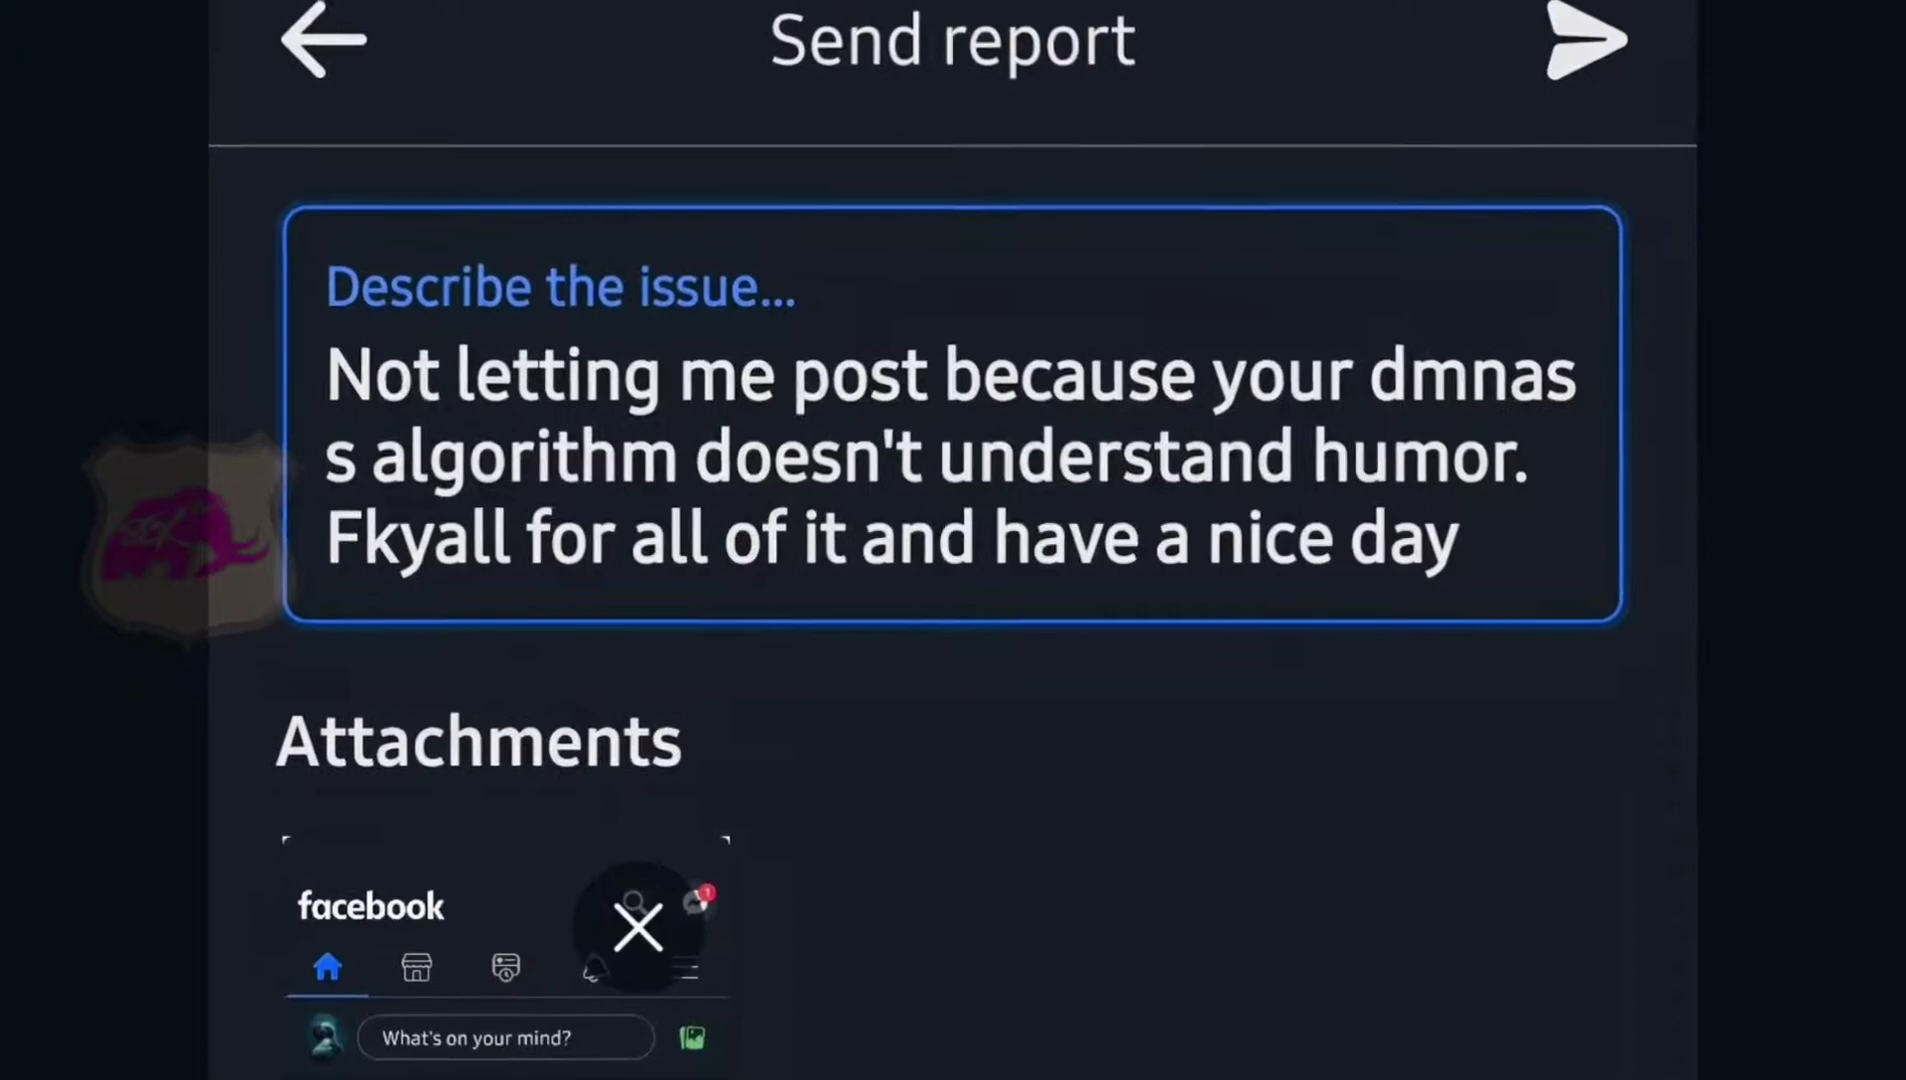 Send report
Describe the issue...
Not letting me post because your dmnas
s algorithm doesn't understand humor.
Fkyall for all of it and have a nice day
Attachments
facebook
1
What's on your mind?